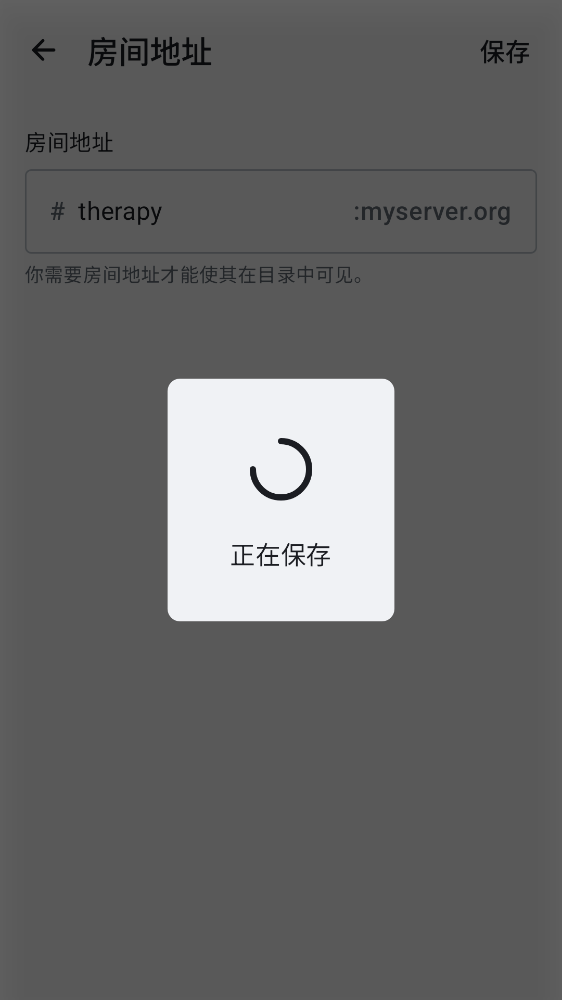 房间地址 保存
房间地址
# therapy :myserver.org
你需要房间地址才能使其在目录中可见。
正在保存